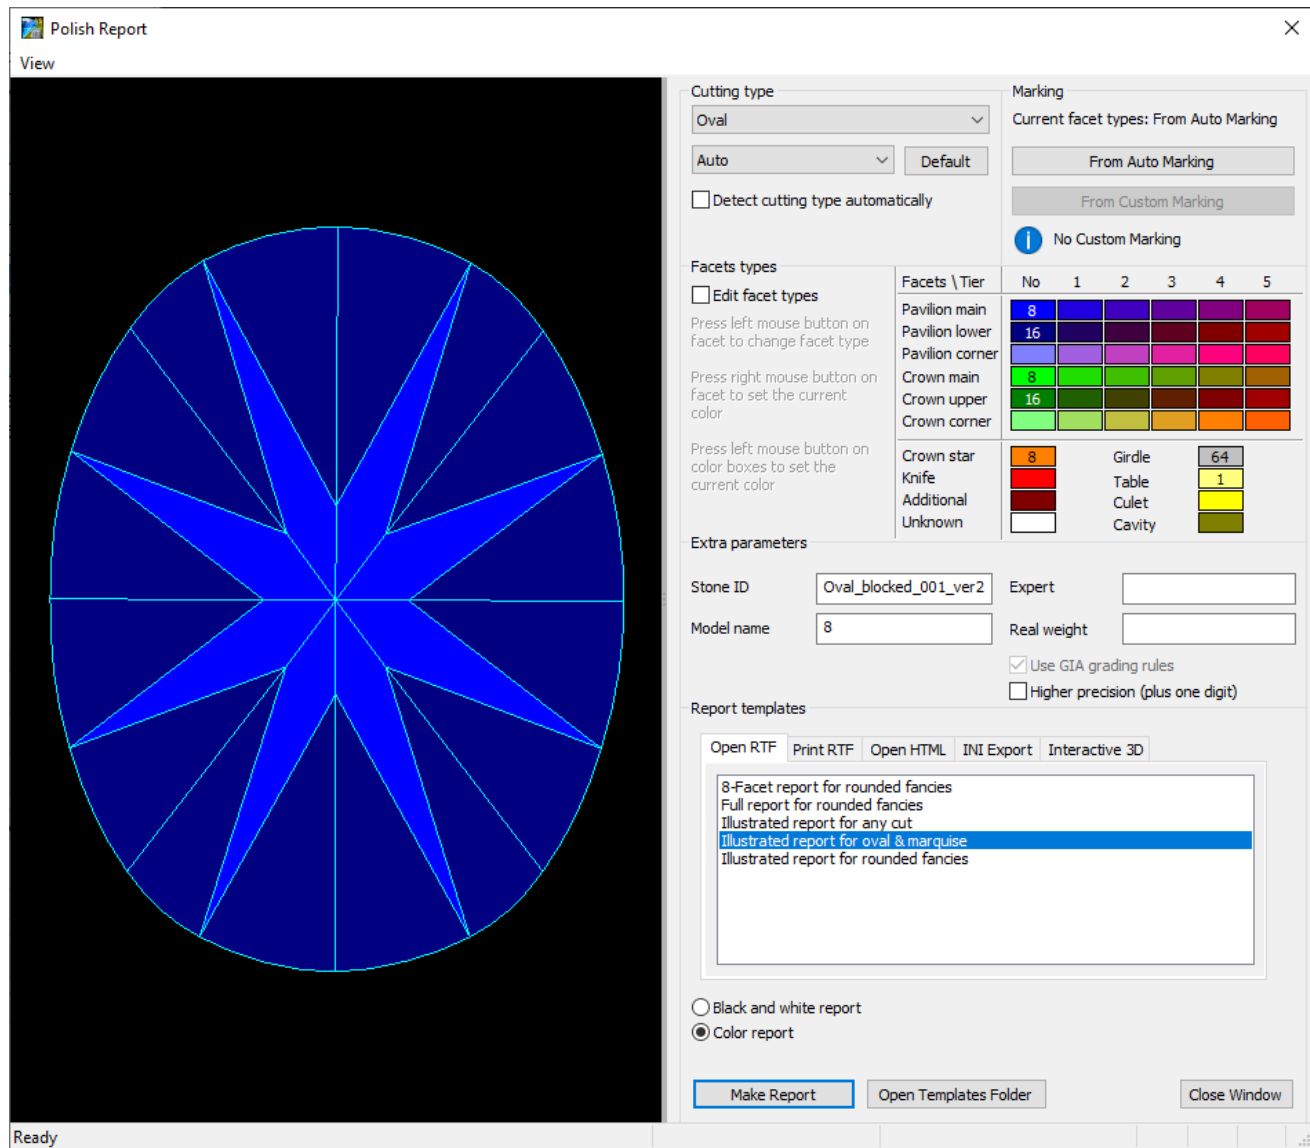 Polish Report
View
Cutting type
Oval
Auto
Default
Detect cutting type automatically
Marking
Current facet types: From Auto Marking
From Auto Marking
From Custom Marking
i
No Custom Marking
Facets types
Edit facet types
Press left mouse button on
facet to change facet type
Press right mouse button on
facet to set the current
color
Press left mouse button on
color boxes to set the
current color
Facets \ Tier No 1 2 3 4 5
Pavilion main 8
Pavilion lower 16
Pavilion corner
Crown main 8
Crown upper 16
Crown corner
Crown star 8 Girdle 64
Knife Table 1
Additional Culet
Unknown Cavity
Extra parameters
Stone ID Oval_blocked_001_ver2 Expert
Model name 8 Real weight
Use GIA grading rules
Higher precision (plus one digit)
Report templates
Open RTF Print RTF Open HTML INI Export Interactive 3D
8-Facet report for rounded fancies
Full report for rounded fancies
Illustrated report for any cut
Illustrated report for oval & marquise
Illustrated report for rounded fancies
Black and white report
Color report
Make Report Open Templates Folder Close Window
Ready